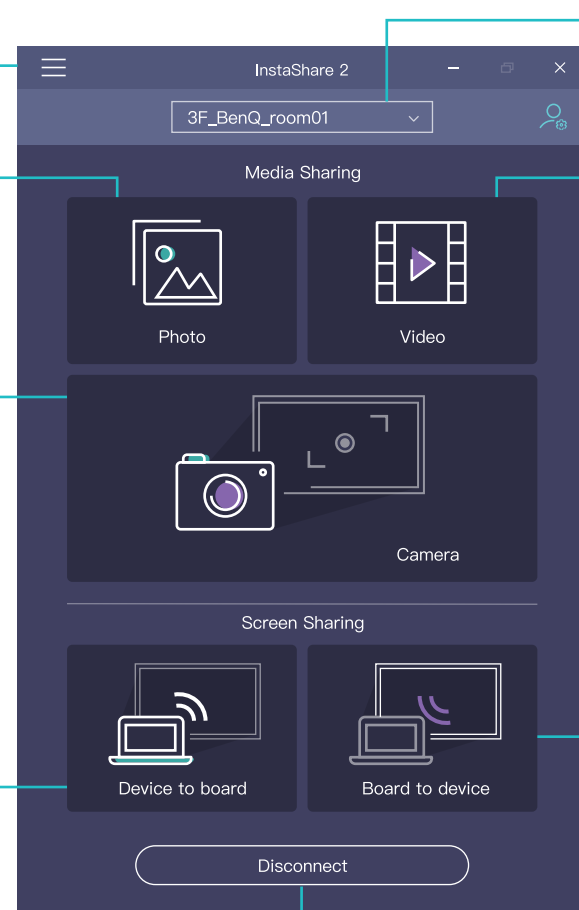 InstaShare 2
3F_BenQ_room01
Media Sharing
Photo
Video
Camera
Screen Sharing
Device to board
Board to device
Disconnect